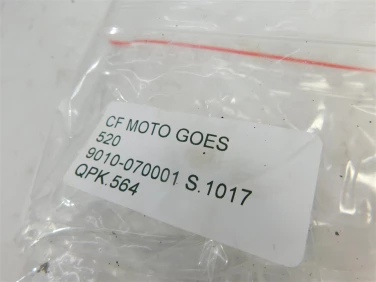 CF MOTO GOES
520
9010-070001 S.1017
QPK.564